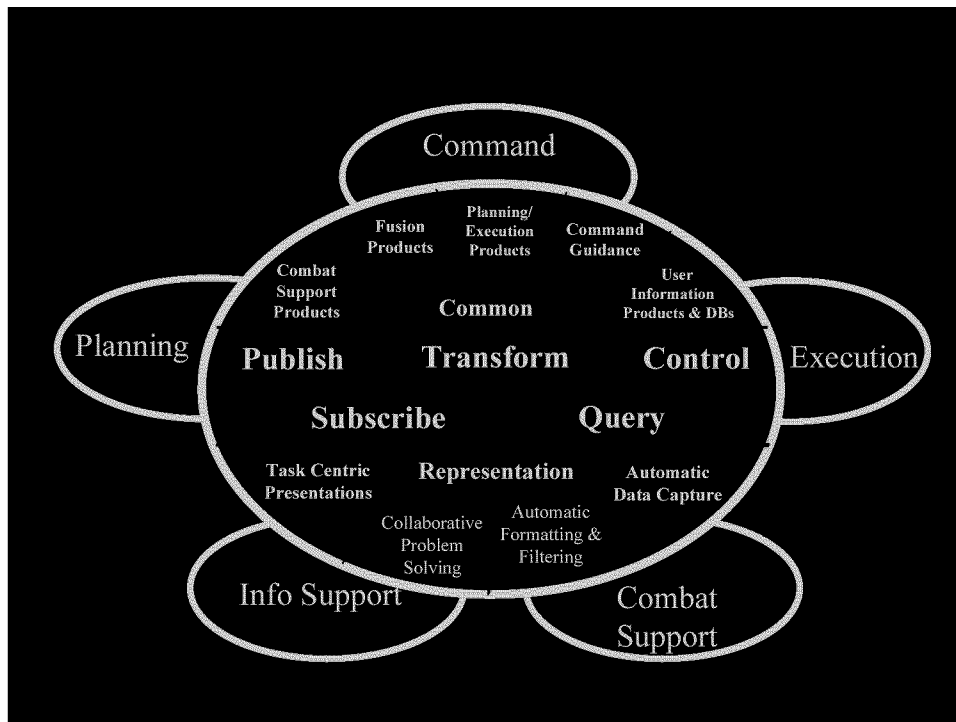 Command
Fusion
Products
Planning/
Execution
Products
Command
Guidance
Combat
Support
Products
Common
User
Information
Products & DBs
Planning
Publish
Transform
Control
Execution
Subscribe
Query
Task Centric
Presentations
Representation
Automatic
Data Capture
Collaborative
Problem
Solving
Automatic
Formatting &
Filtering
Info Support
Combat
Support